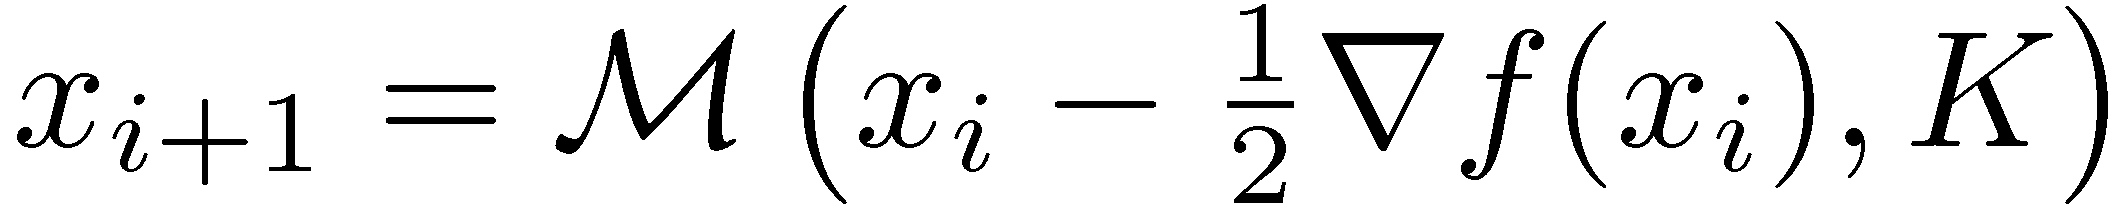 x_{i+1} = \mathcal{M}\left(x_i - \frac{1}{2}\nabla f(x_i), K\right)